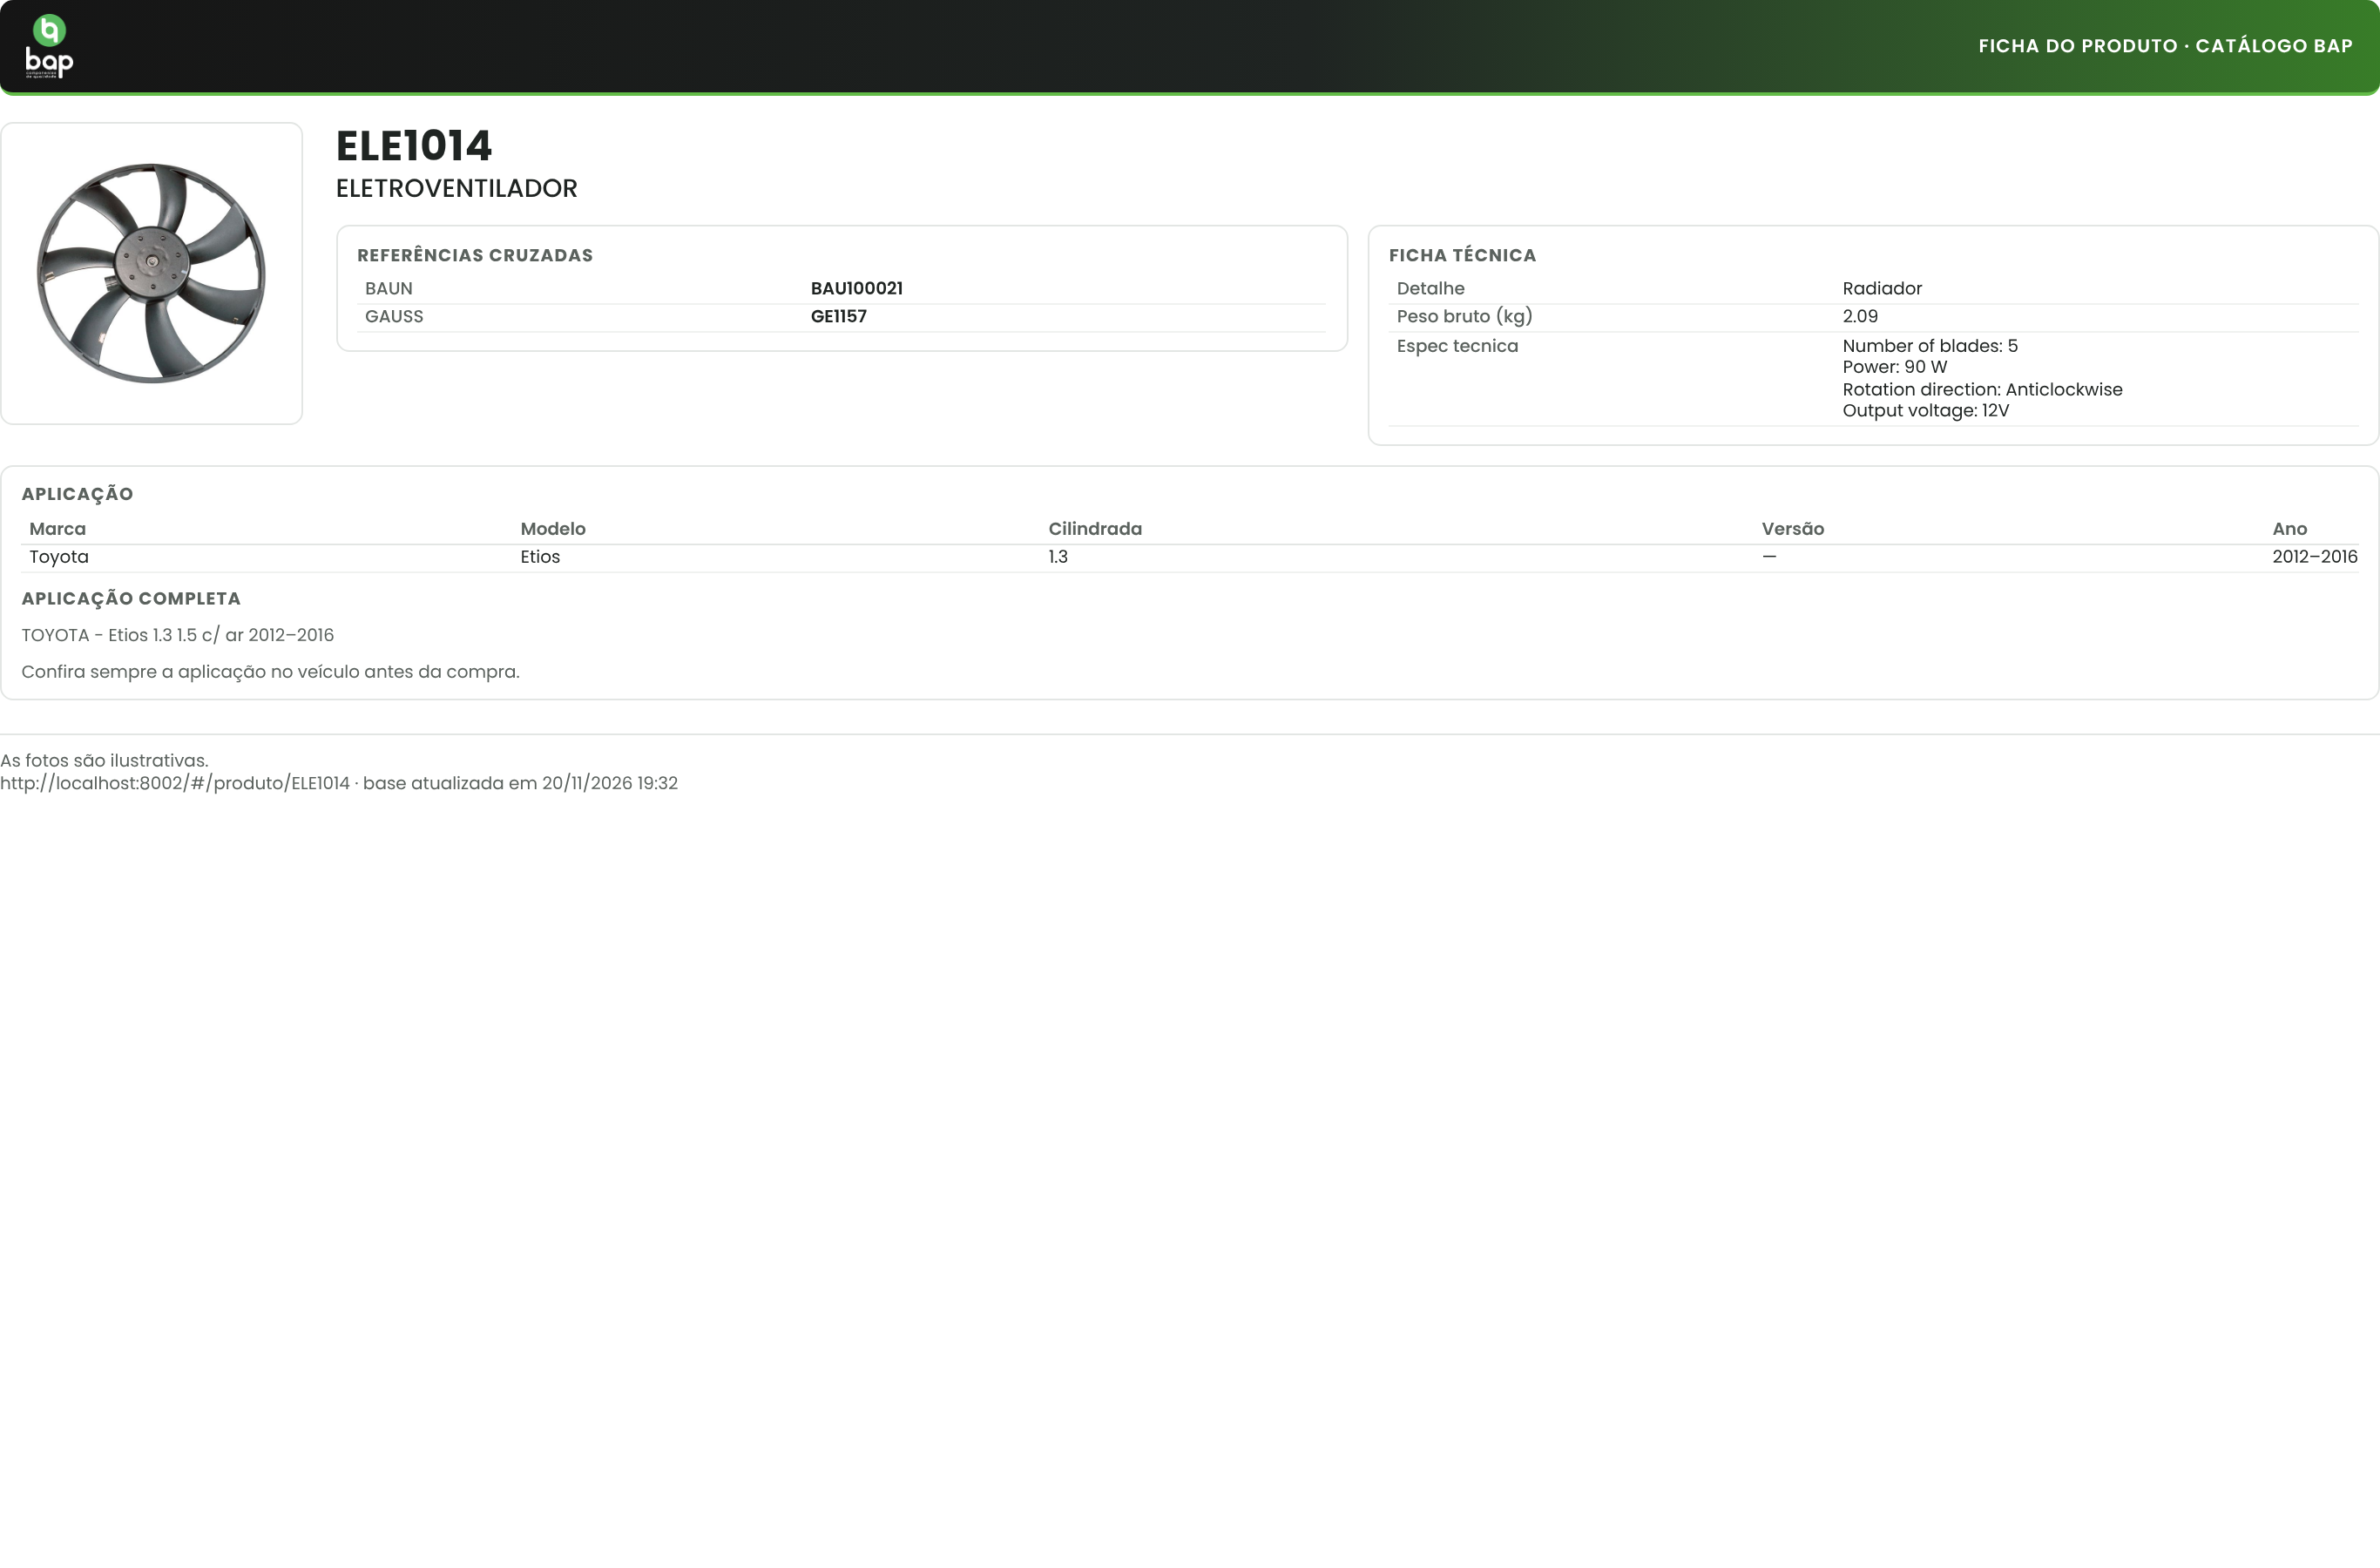 bap
FICHA DO PRODUTO · CATÁLOGO BAP
ELE1014
ELETROVENTILADOR
REFERÊNCIAS CRUZADAS
BAUN BAU100021
GAUSS GE1157
FICHA TÉCNICA
Detalhe Radiador
Peso bruto (kg) 2.09
Espec tecnica Number of blades: 5
Power: 90 W
Rotation direction: Anticlockwise
Output voltage: 12V
APLICAÇÃO
Marca Modelo Cilindrada Versão Ano
Toyota Etios 1.3 — 2012–2016
APLICAÇÃO COMPLETA
TOYOTA - Etios 1.3 1.5 c/ ar 2012–2016
Confira sempre a aplicação no veículo antes da compra.
As fotos são ilustrativas.
http://localhost:8002/#/produto/ELE1014 · base atualizada em 20/11/2026 19:32